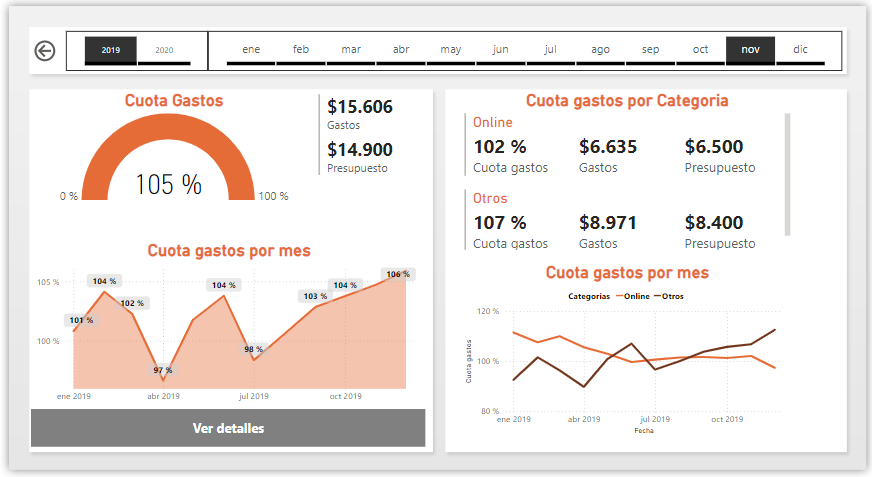 2019 2020 ene feb mar abr may jun jul ago sep oct nov dic
Cuota Gastos
$15.606
Gastos
$14.900
Presupuesto
105 %
0 % 100 %
Cuota gastos por mes
105 %
100 %
101 % 104 % 102 % 97 % 104 % 98 % 103 % 104 % 106 %
ene 2019 abr 2019 jul 2019 oct 2019
Ver detalles
Cuota gastos por Categoria
Online
102 % $6.635 $6.500
Cuota gastos Gastos Presupuesto
Otros
107 % $8.971 $8.400
Cuota gastos Gastos Presupuesto
Cuota gastos por mes
Categorias Online Otros
120 %
100 %
80 %
Cuota gastos
ene 2019 abr 2019 jul 2019 oct 2019
Fecha